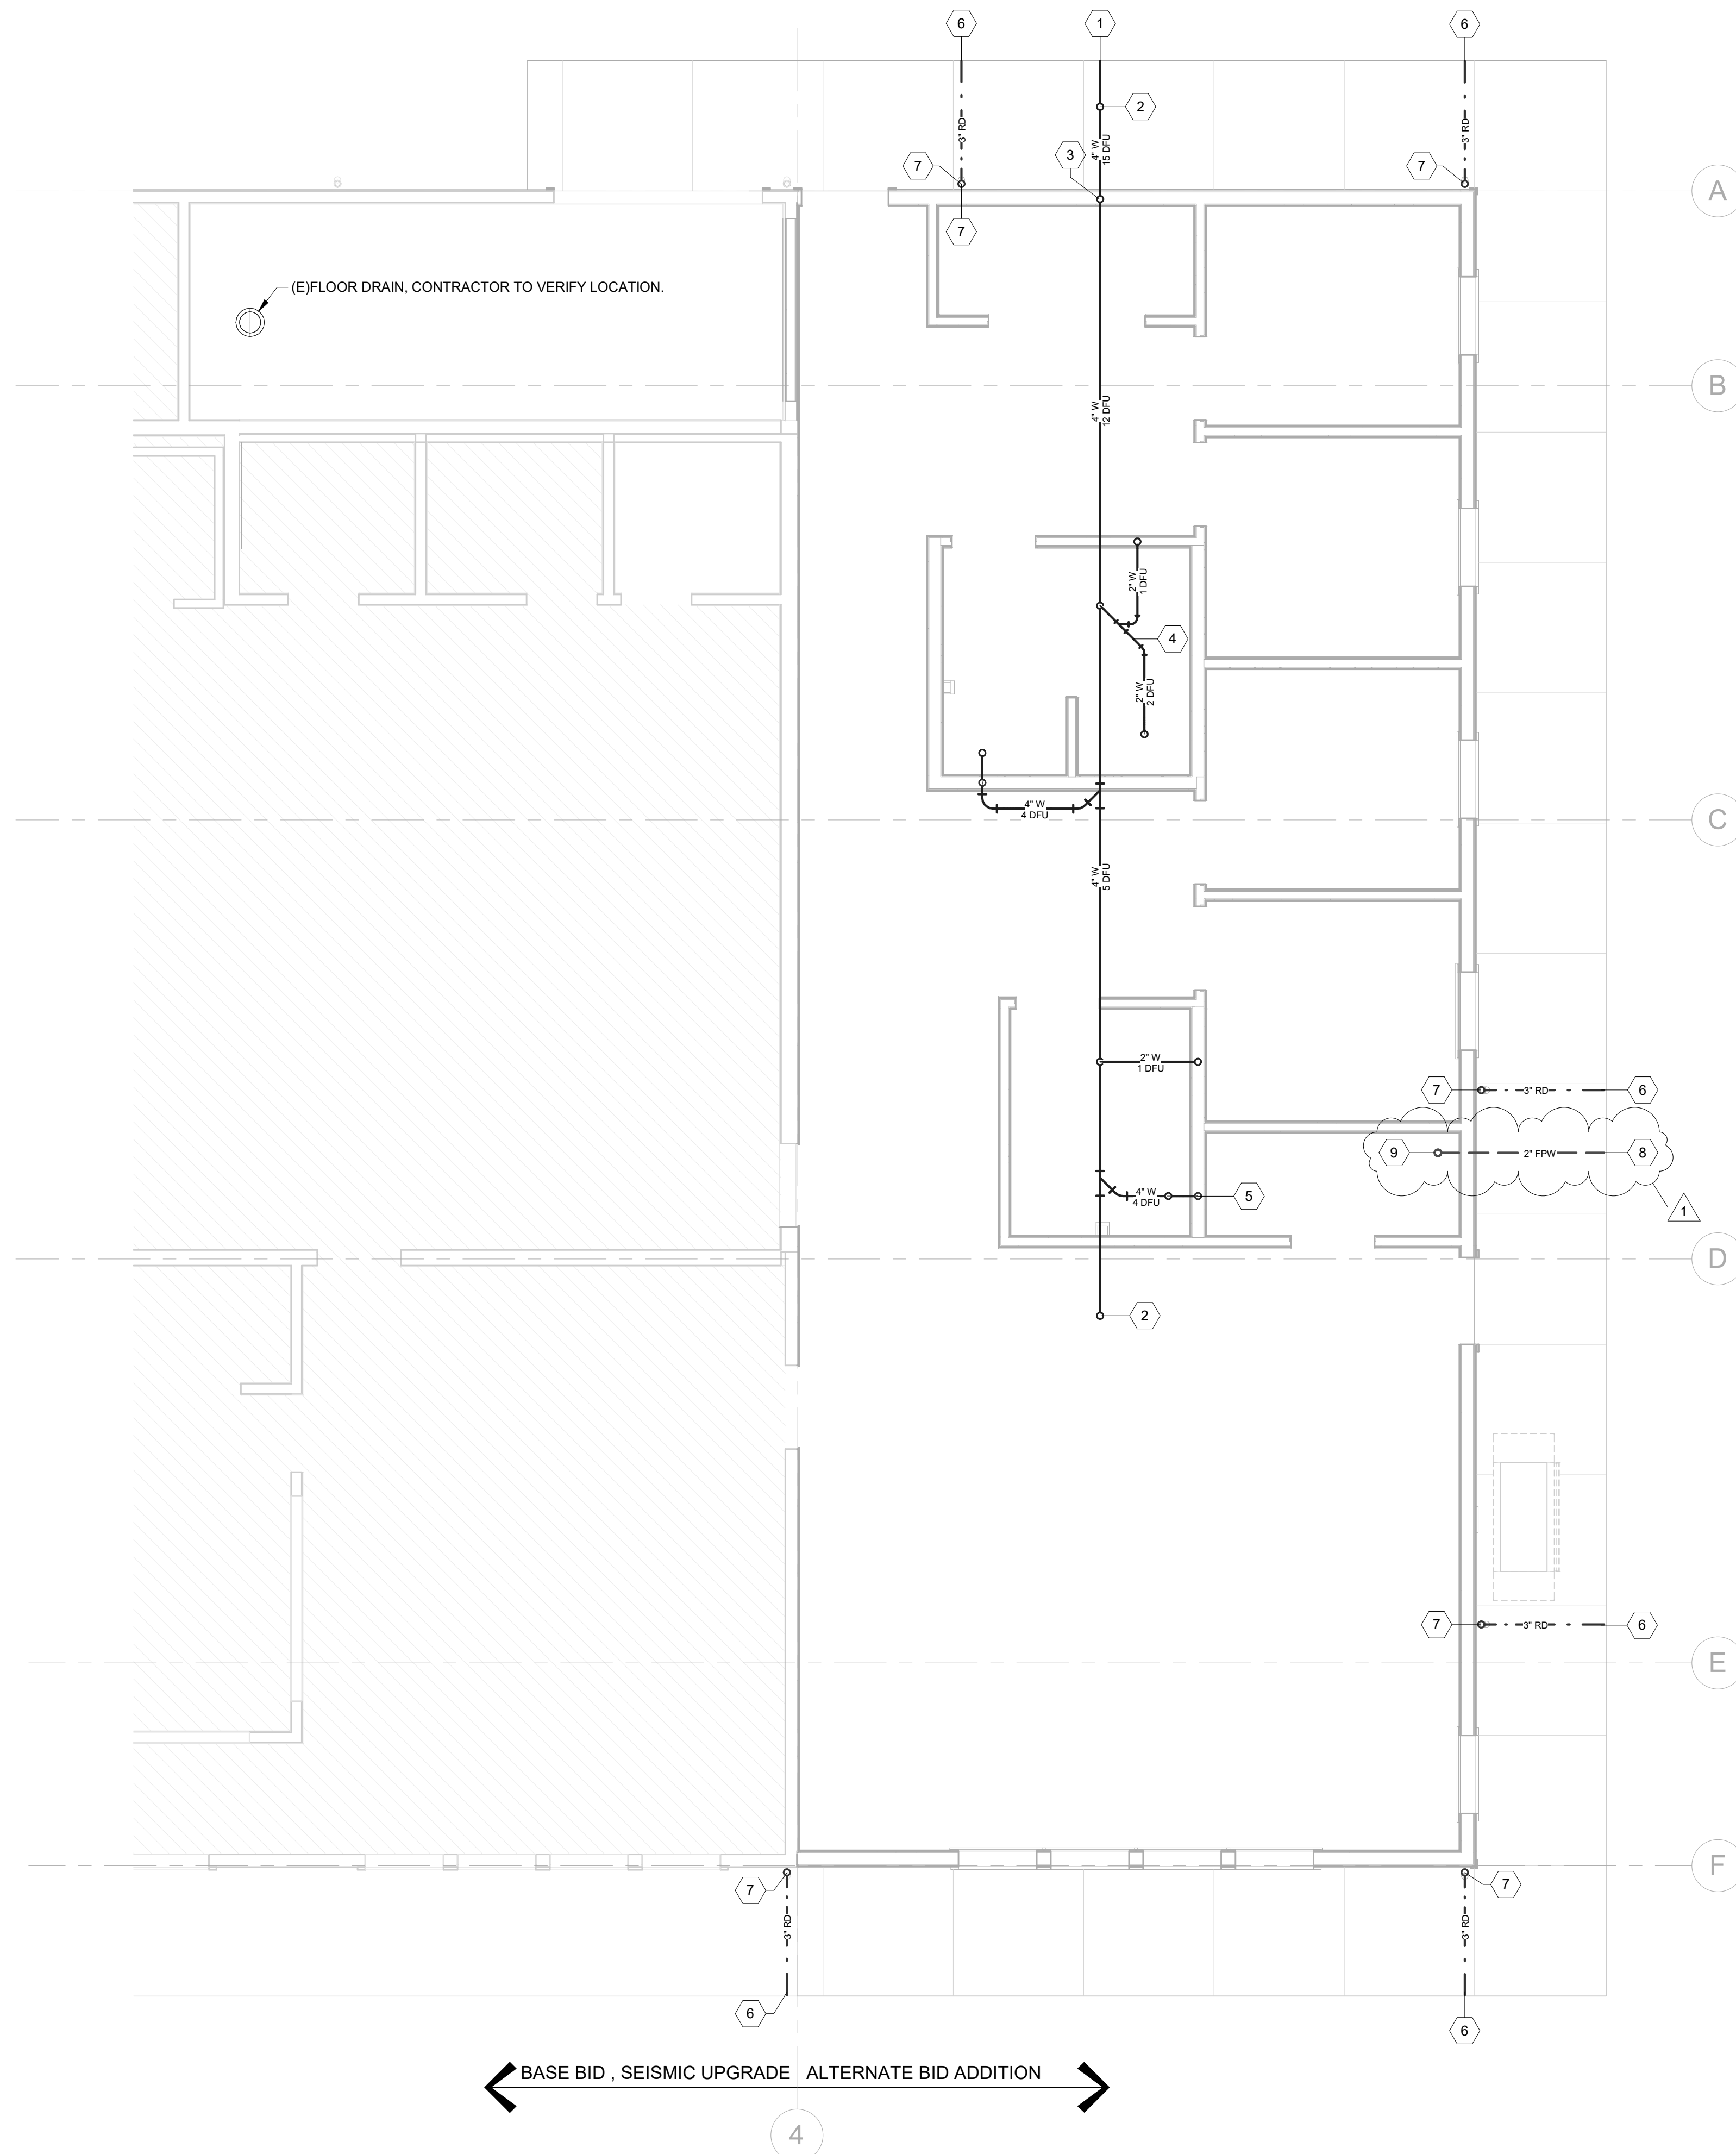 6
1
6
2
3" RD
4" W
15 DFU
3" RD
3
7
7
A
7
(E)FLOOR DRAIN, CONTRACTOR TO VERIFY LOCATION.
B
4" W
12 DFU
2" W
1 DFU
4
2" W
2 DFU
4" W
4 DFU
C
4" W
5 DFU
2" W
1 DFU
7
3" RD
6
9
2" FPW
8
4" W
4 DFU
5
1
D
2
7
3" RD
6
E
F
7
7
3" RD
3" RD
6
6
BASE BID , SEISMIC UPGRADE
ALTERNATE BID ADDITION
4